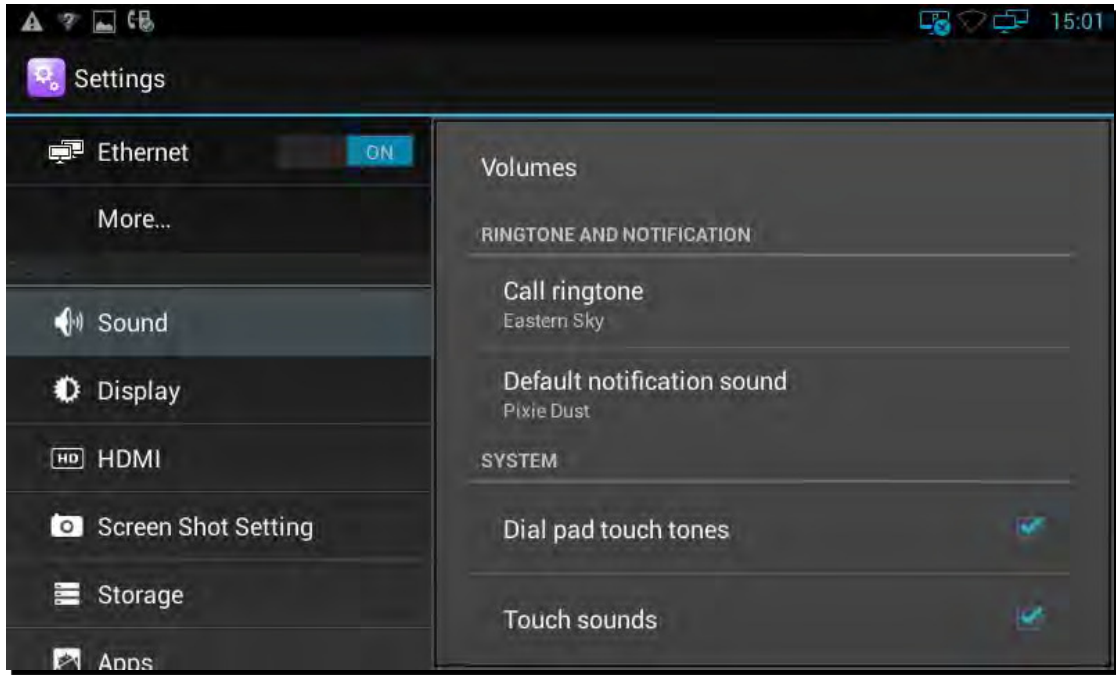 15:01
Settings
Ethernet
ON
More...
Sound
Display
HD HDMI
Screen Shot Setting
Storage
Apps
Volumes
RINGTONE AND NOTIFICATION
Call ringtone
Eastern Sky
Default notification sound
Pixie Dust
SYSTEM
Dial pad touch tones
Touch sounds